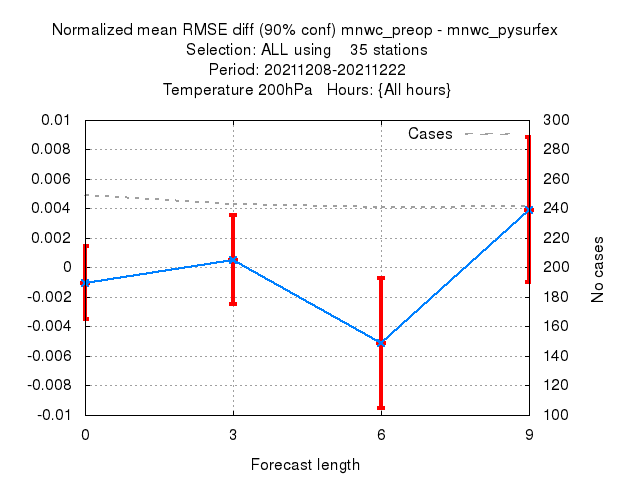 Normalized mean RMSE diff (90% conf) mnwc_preop - mnwc_pysurfex
Selection: ALL using    35 stations
Period: 20211208-20211222
Temperature 200hPa   Hours: {All hours}
0.01
0.008
0.006
0.004
0.002
0
-0.002
-0.004
-0.006
-0.008
-0.01
Cases
300
280
260
240
220
200
180
160
140
120
100
No cases
0 3 6 9
Forecast length